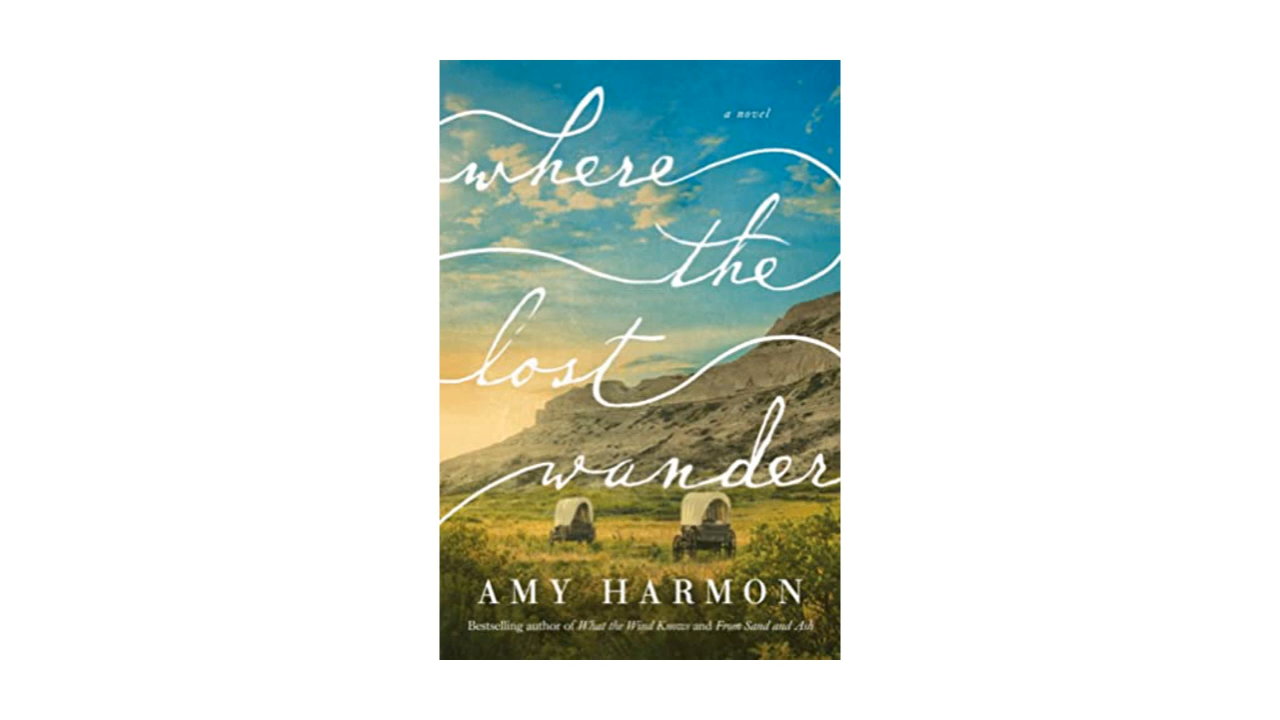 a novel
where
the
lost
wander
AMY HARMON
Bestselling author of What the Wind Knows and From Sand and Ash